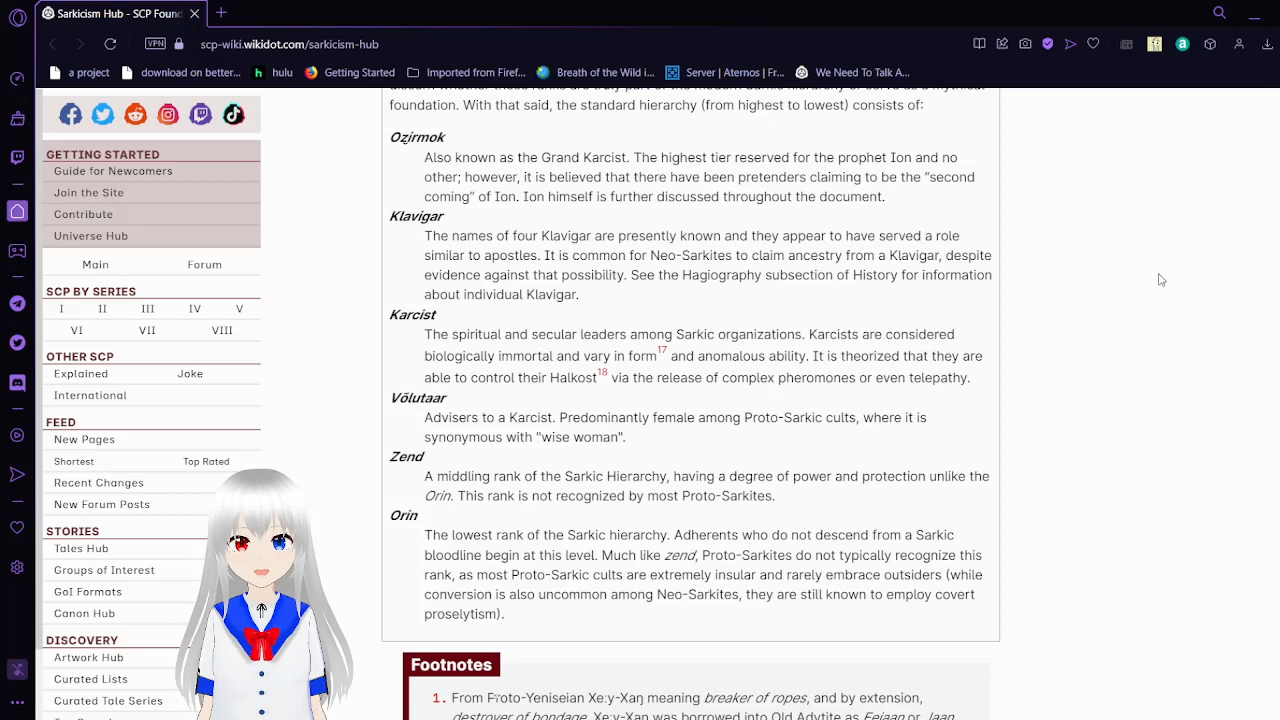 Sarkicism Hub - SCP Found
scp-wiki.wikidot.com/sarkicism-hub
VPN
a project
download on better...
hulu
Getting Started
Imported from Firef...
Breath of the Wild i...
Server | Aternos | Fr...
We Need To Talk A...
GETTING STARTED
Guide for Newcomers
Join the Site
Contribute
Universe Hub
Main Forum
SCP BY SERIES
I II III IV V
VI VII VIII
OTHER SCP
Explained Joke
International
FEED
New Pages
Shortest Top Rated
Recent Changes
New Forum Posts
STORIES
Tales Hub
Groups of Interest
GoI Formats
Canon Hub
DISCOVERY
Artwork Hub
Curated Lists
Curated Tale Series
foundation. With that said, the standard hierarchy (from highest to lowest) consists of:
Ozi̮rmok
Also known as the Grand Karcist. The highest tier reserved for the prophet Ion and no
other; however, it is believed that there have been pretenders claiming to be the “second
coming” of Ion. Ion himself is further discussed throughout the document.
Klavigar
The names of four Klavigar are presently known and they appear to have served a role
similar to apostles. It is common for Neo-Sarkites to claim ancestry from a Klavigar, despite
evidence against that possibility. See the Hagiography subsection of History for information
about individual Klavigar.
Karcist
The spiritual and secular leaders among Sarkic organizations. Karcists are considered
biologically immortal and vary in form17 and anomalous ability. It is theorized that they are
able to control their Halkost18 via the release of complex pheromones or even telepathy.
Võlutaar
Advisers to a Karcist. Predominantly female among Proto-Sarkic cults, where it is
synonymous with "wise woman".
Zend
A middling rank of the Sarkic Hierarchy, having a degree of power and protection unlike the
Orin. This rank is not recognized by most Proto-Sarkites.
Orin
The lowest rank of the Sarkic hierarchy. Adherents who do not descend from a Sarkic
bloodline begin at this level. Much like zend, Proto-Sarkites do not typically recognize this
rank, as most Proto-Sarkic cults are extremely insular and rarely embrace outsiders (while
conversion is also uncommon among Neo-Sarkites, they are still known to employ covert
proselytism).
Footnotes
1. From Proto-Yeniseian Xe:y-Xaŋ meaning breaker of ropes, and by extension,
destroyer of bondage. Xe:y-Xaŋ was borrowed into Old Adytite as